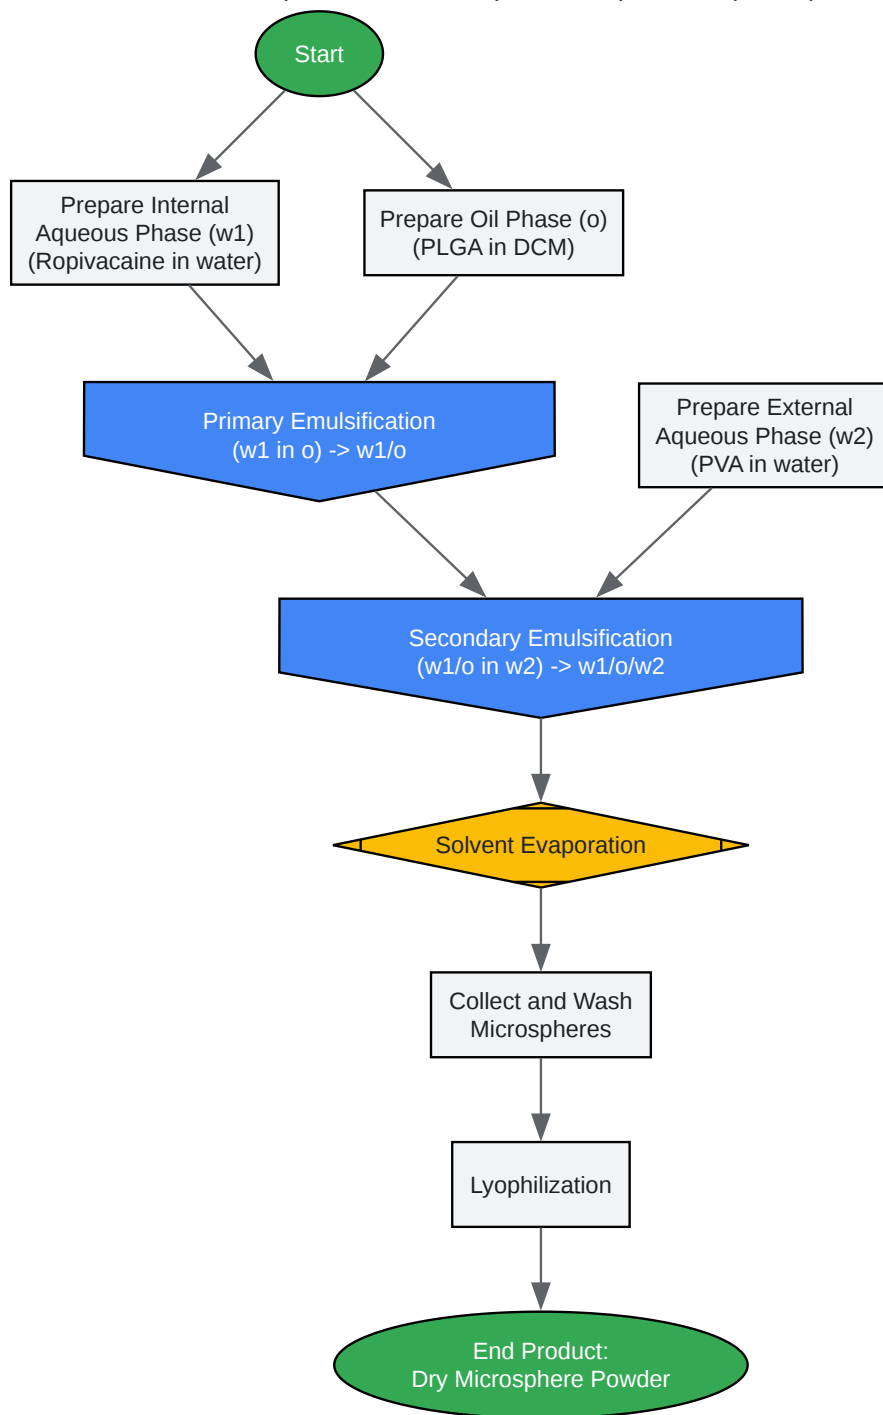 Start
Prepare Internal
Aqueous Phase (w1)
(Ropivacaine in water)
Prepare Oil Phase (o)
(PLGA in DCM)
Primary Emulsification
(w1 in o) -> w1/o
Prepare External
Aqueous Phase (w2)
(PVA in water)
Secondary Emulsification
(w1/o in w2) -> w1/o/w2
Solvent Evaporation
Collect and Wash
Microspheres
Lyophilization
End Product:
Dry Microsphere Powder